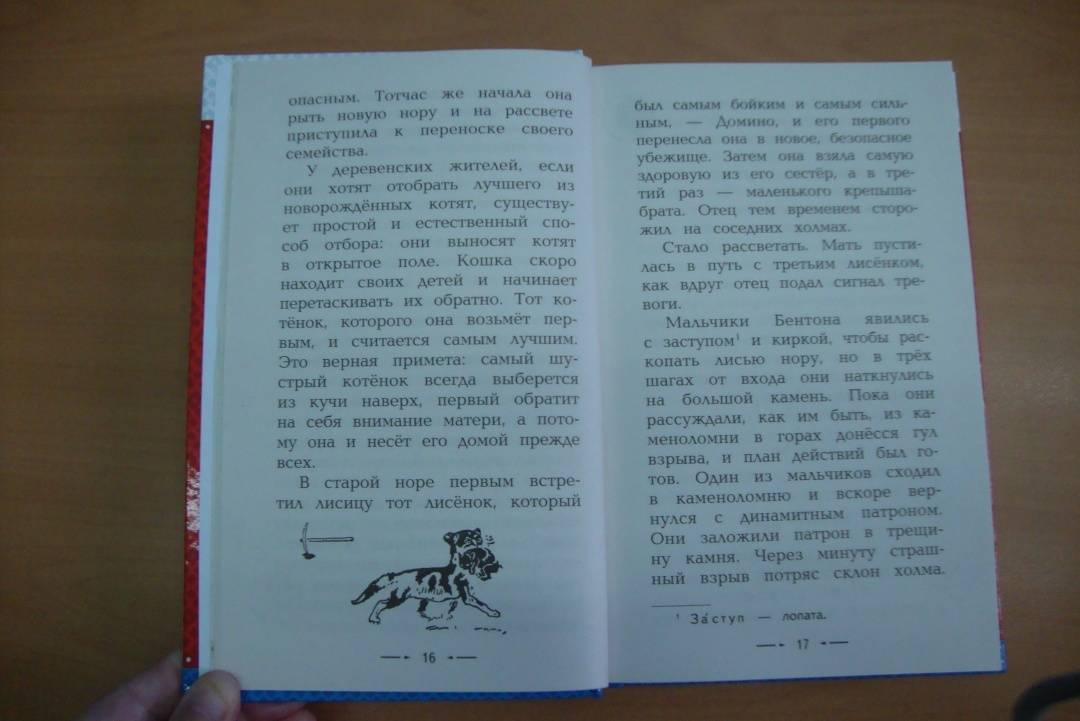 опасным. Тотчас же начала она
рыть новую нору и на рассвете
приступила к переноске своего
семейства.
У деревенских жителей, если
они хотят отобрать лучшего из
новорождённых котят, существу-
ет простой и естественный спо-
соб отбора: они выносят котят
в открытое поле. Кошка скоро
находит своих детей и начинает
перетаскивать их обратно. Тот ко-
тёнок, которого она возьмёт пер-
вым, и считается самым лучшим.
Это верная примета: самый шу-
стрый котёнок всегда выберется
из кучи наверх, первый обратит
на себя внимание матери, а пото-
му она и несёт его домой прежде
всех.
В старой норе первым встре-
тил лисицу тот лисёнок, который
16
был самым бойким и самым силь-
ным, — Домино, и его первого
перенесла она в новое, безопасное
убежище. Затем она взяла самую
здоровую из его сестёр, а в тре-
тий раз — маленького крепыша-
брата. Отец тем временем сторо-
жил на соседних холмах.
Стало рассветать. Мать пусти-
лась в путь с третьим лисёнком,
как вдруг отец подал сигнал тре-
воги.
Мальчики Бентона явились
с заступом¹ и киркой, чтобы рас-
копать лисью нору, но в трёх
шагах от входа они наткнулись
на большой камень. Пока они
рассуждали, как им быть, из ка-
меноломни в горах донёсся гул
взрыва, и план действий был го-
тов. Один из мальчиков сходил
в каменоломню и вскоре вер-
нулся с динамитным патроном.
Они заложили патрон в трещи-
ну камня. Через минуту страш-
ный взрыв потряс склон холма.
¹ За́ступ — лопата.
17